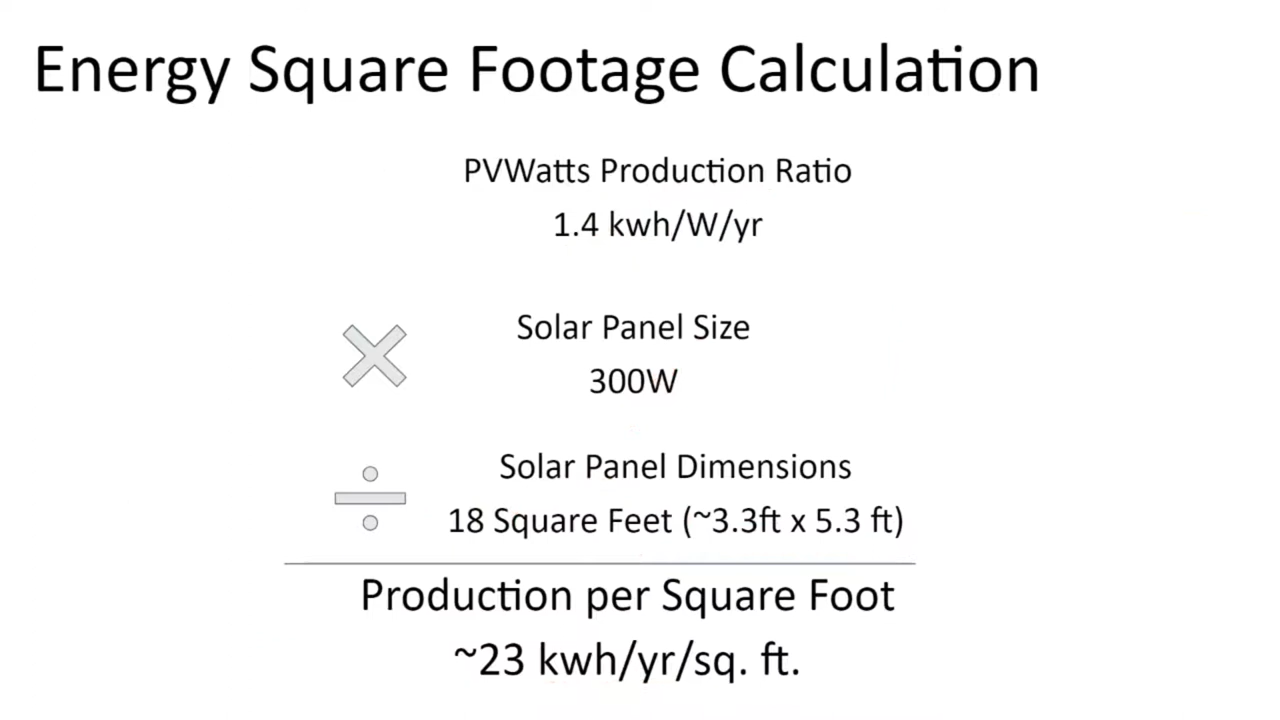 Energy Square Footage Calculation
PVWatts Production Ratio
1.4 kwh/W/yr
Solar Panel Size
300W
Solar Panel Dimensions
18 Square Feet (~3.3ft x 5.3 ft)
Production per Square Foot
~23 kwh/yr/sq. ft.